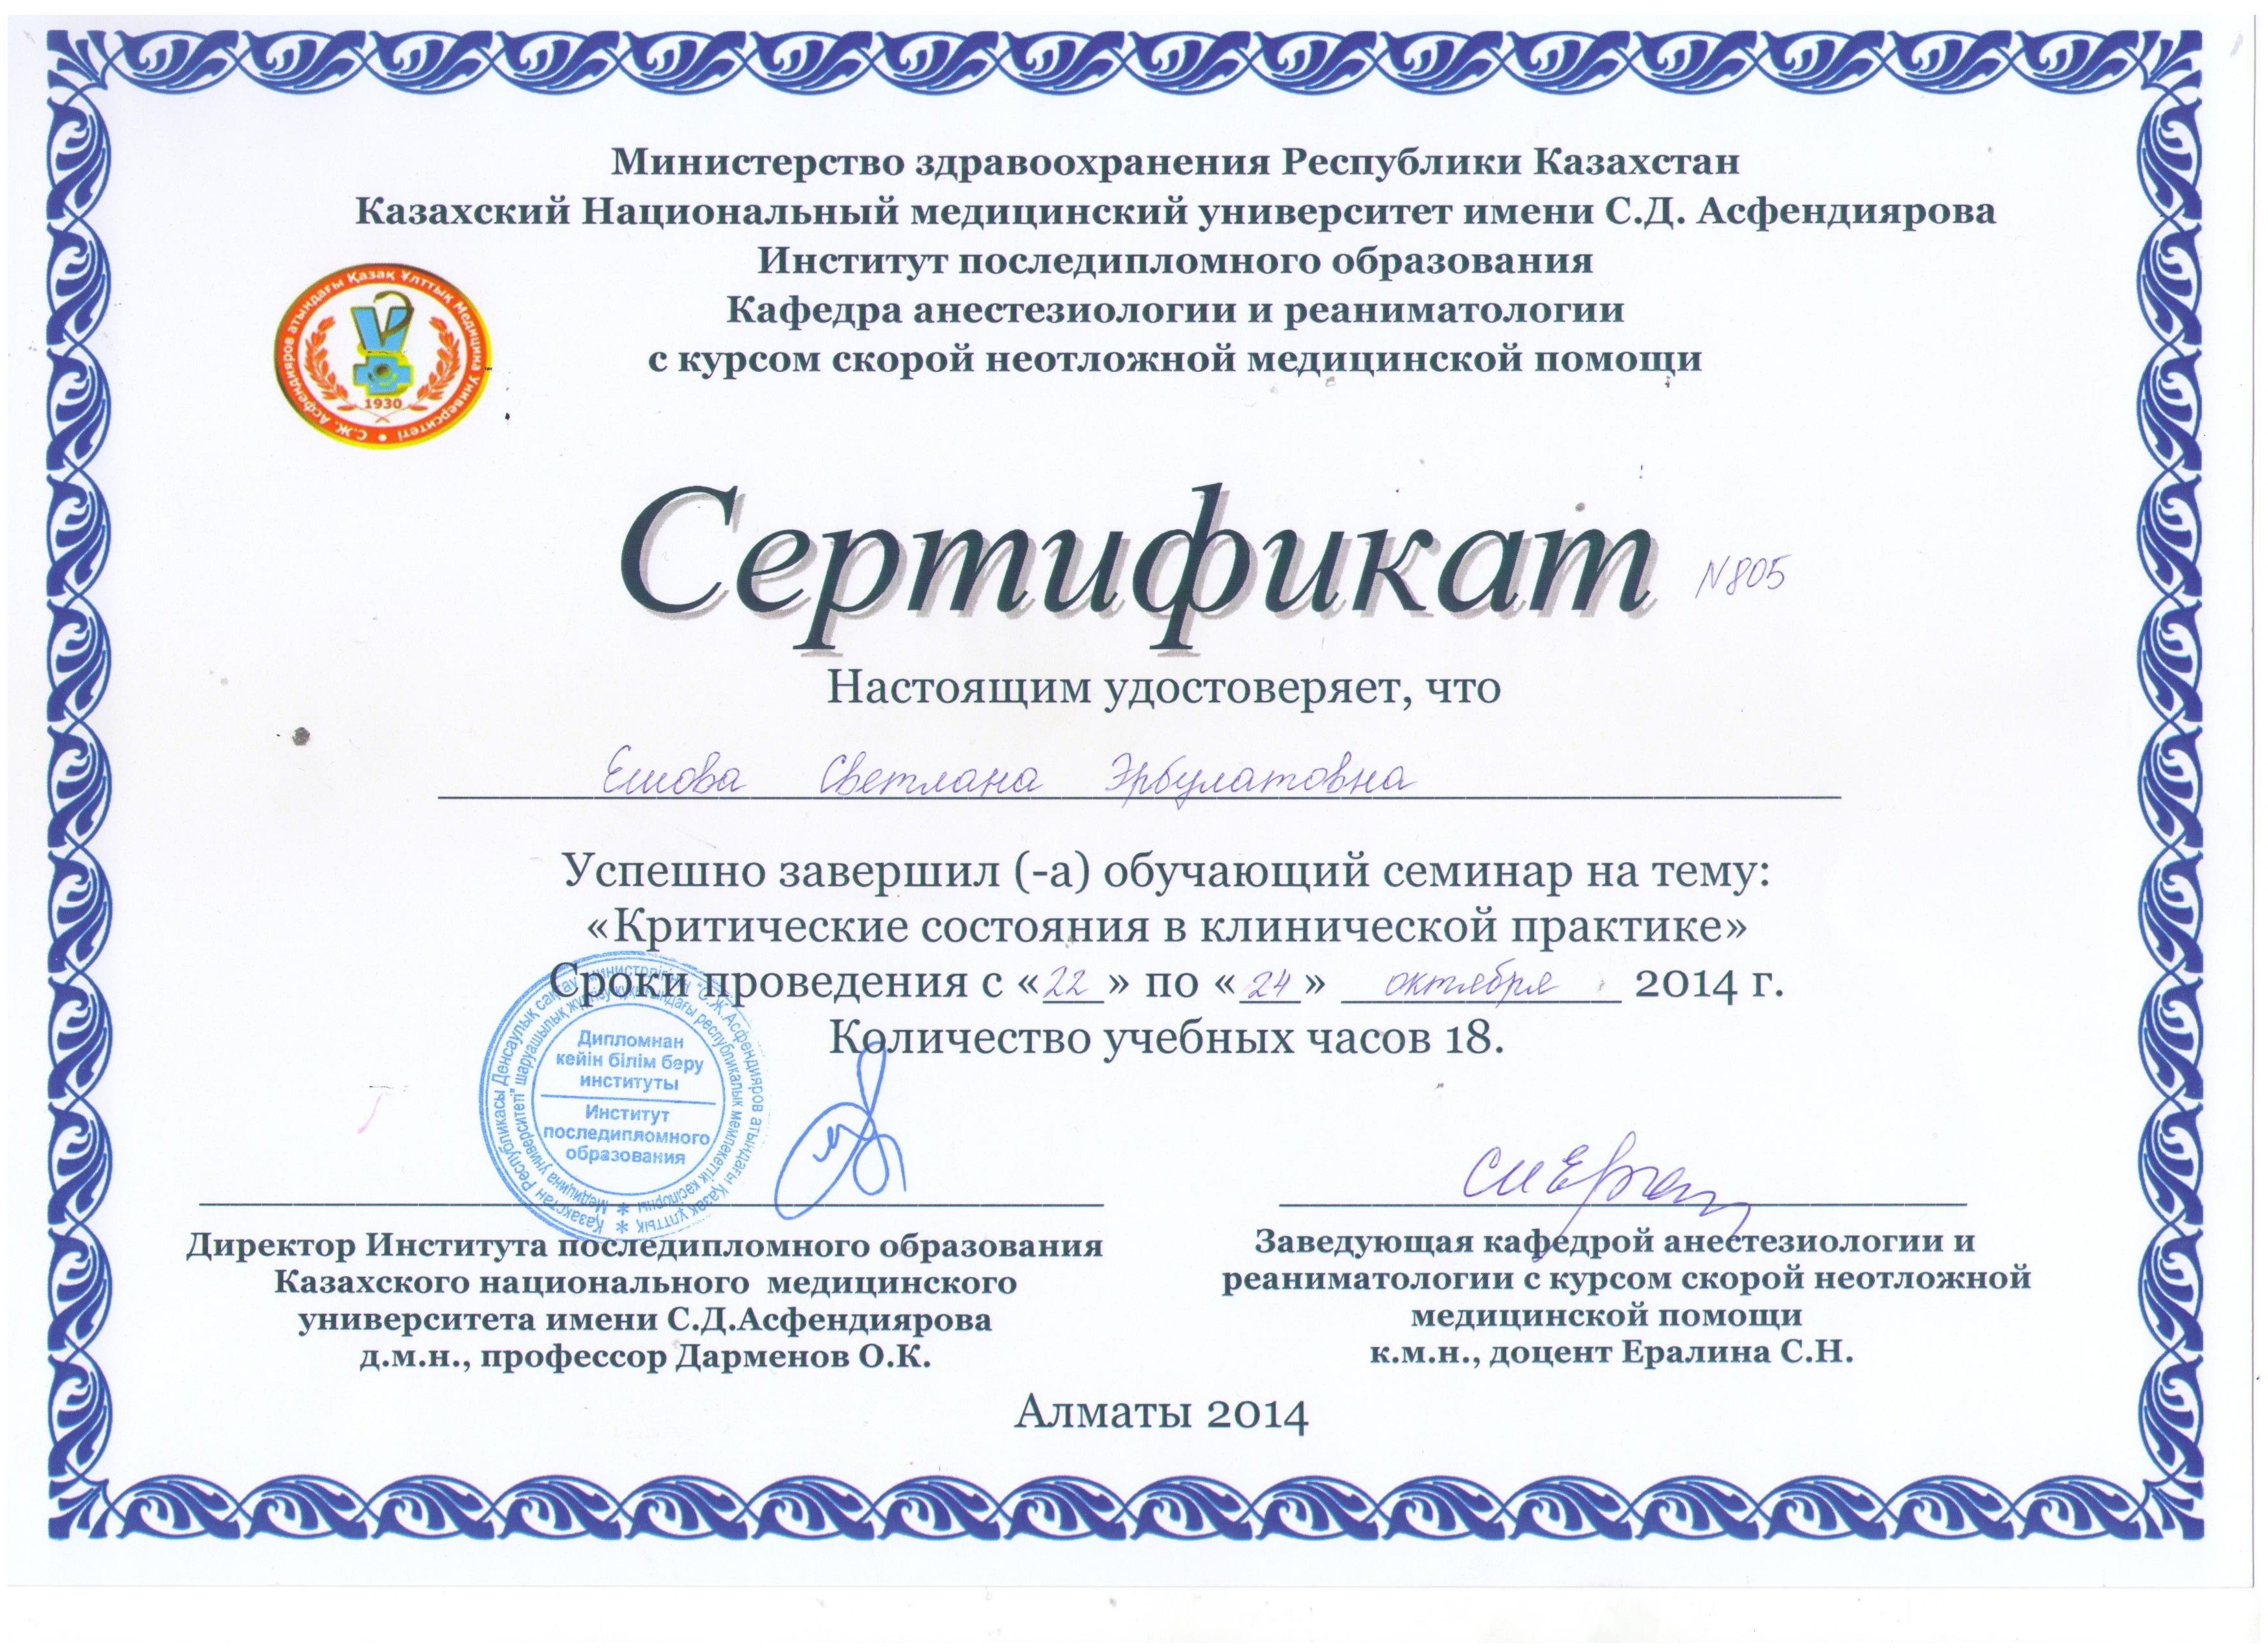 Министерство здравоохранения Республики Казахстан
Казахский Национальный медицинский университет имени С.Д. Асфендиярова
Институт последипломного образования
Кафедра анестезиологии и реаниматологии
с курсом скорой неотложной медицинской помощи
С.Ж. Асфендияров атындағы Қазақ Ұлттық Медицина Университеті
1930
Сертификат N805
Настоящим удостоверяет, что
Ешова Светлана Эрбулатовна
Успешно завершил (-а) обучающий семинар на тему:
«Критические состояния в клинической практике»
Сроки проведения с «22» по «24» октября 2014 г.
Количество учебных часов 18.
Қазақстан Республикасы Денсаулық сақтау министрлігінің "С.Ж.Асфендияров атындағы Қазақ ұлттық
Медицина университеті" шаруашылық жүргізу құқығындағы республикалық мемлекеттік кәсіпорны
Дипломнан
кейін білім беру
институты
Институт
последипломного
образования
Директор Института последипломного образования
Казахского национального медицинского
университета имени С.Д.Асфендиярова
д.м.н., профессор Дарменов О.К.
Заведующая кафедрой анестезиологии и
реаниматологии с курсом скорой неотложной
медицинской помощи
к.м.н., доцент Ералина С.Н.
Алматы 2014